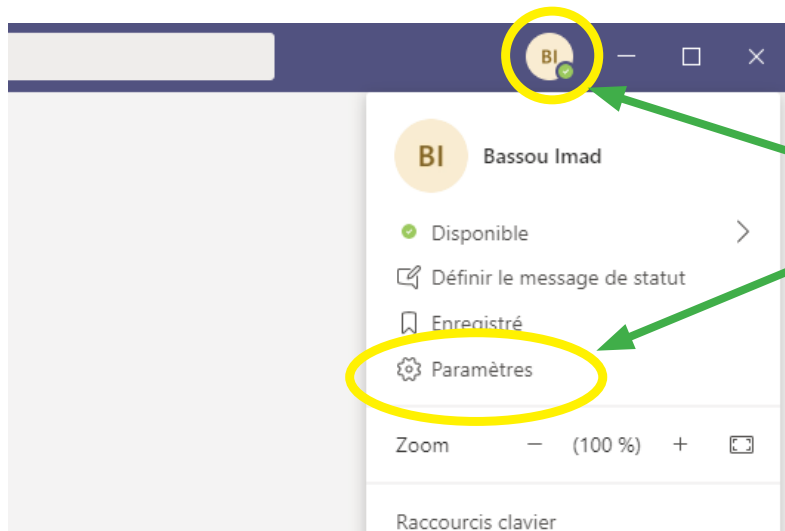 BI
BI Bassou Imad
Disponible
Définir le message de statut
Enregistré
Paramètres
Zoom − (100 %) +
Raccourcis clavier